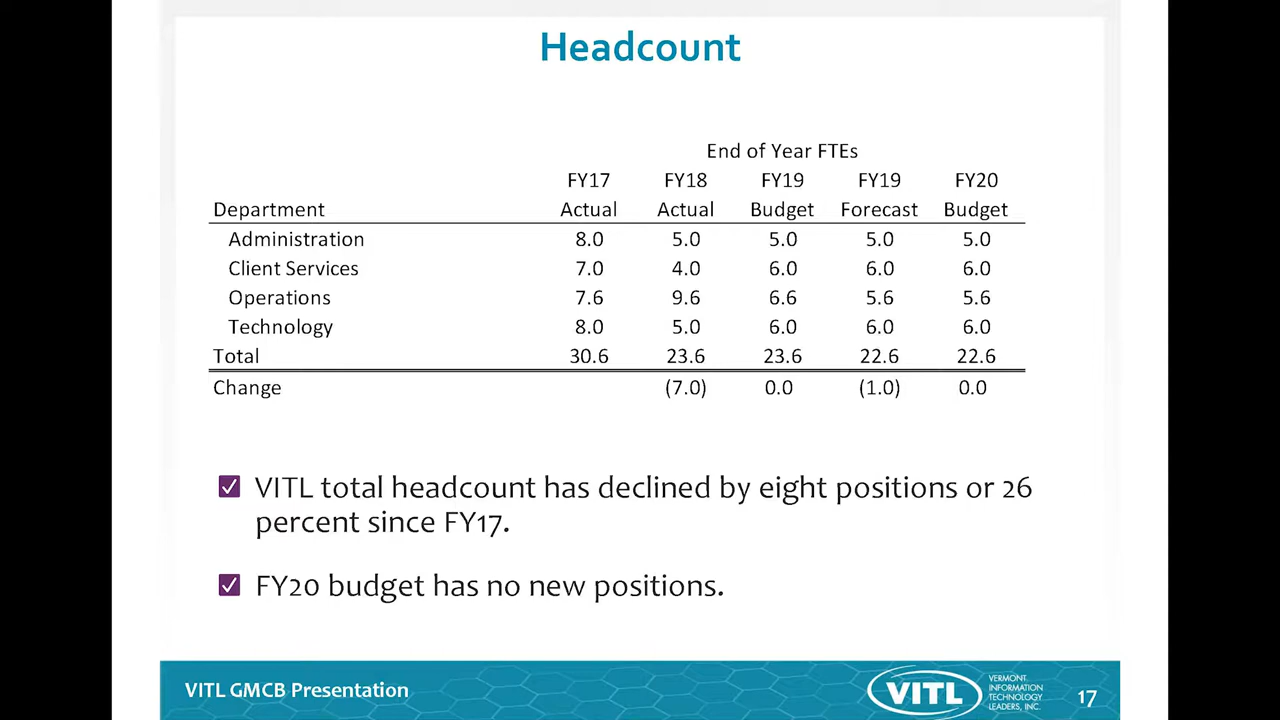 Headcount
End of Year FTEs
FY17 FY18 FY19 FY19 FY20
Department Actual Actual Budget Forecast Budget
Administration 8.0 5.0 5.0 5.0 5.0
Client Services 7.0 4.0 6.0 6.0 6.0
Operations 7.6 9.6 6.6 5.6 5.6
Technology 8.0 5.0 6.0 6.0 6.0
Total 30.6 23.6 23.6 22.6 22.6
Change (7.0) 0.0 (1.0) 0.0
VITL total headcount has declined by eight positions or 26
percent since FY17.
FY20 budget has no new positions.
VITL GMCB Presentation
VITL
VERMONT
INFORMATION
TECHNOLOGY
LEADERS, INC.
17